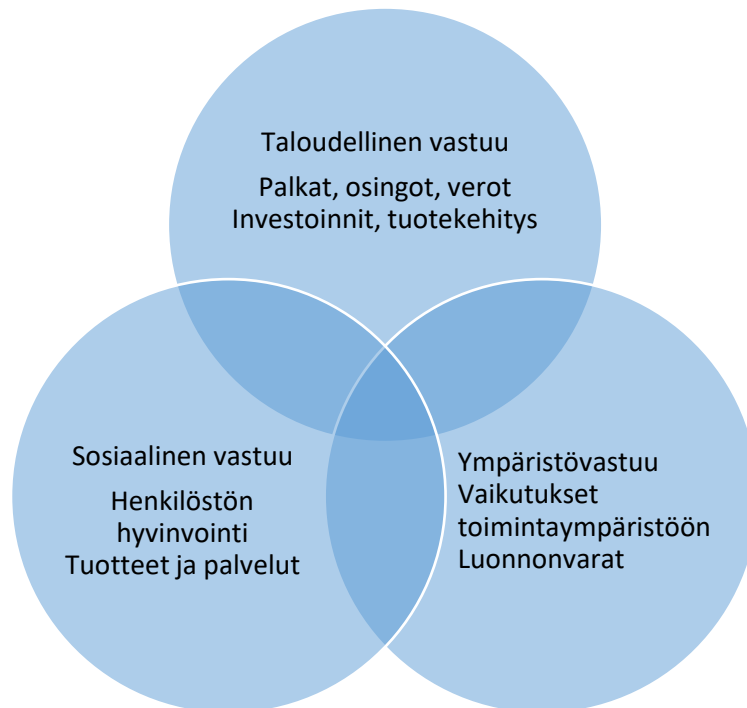 Taloudellinen vastuu
Palkat, osingot, verot
Investoinnit, tuotekehitys
Sosiaalinen vastuu
Henkilöstön
hyvinvointi
Tuotteet ja palvelut
Ympäristövastuu
Vaikutukset
toimintaympäristöön
Luonnonvarat